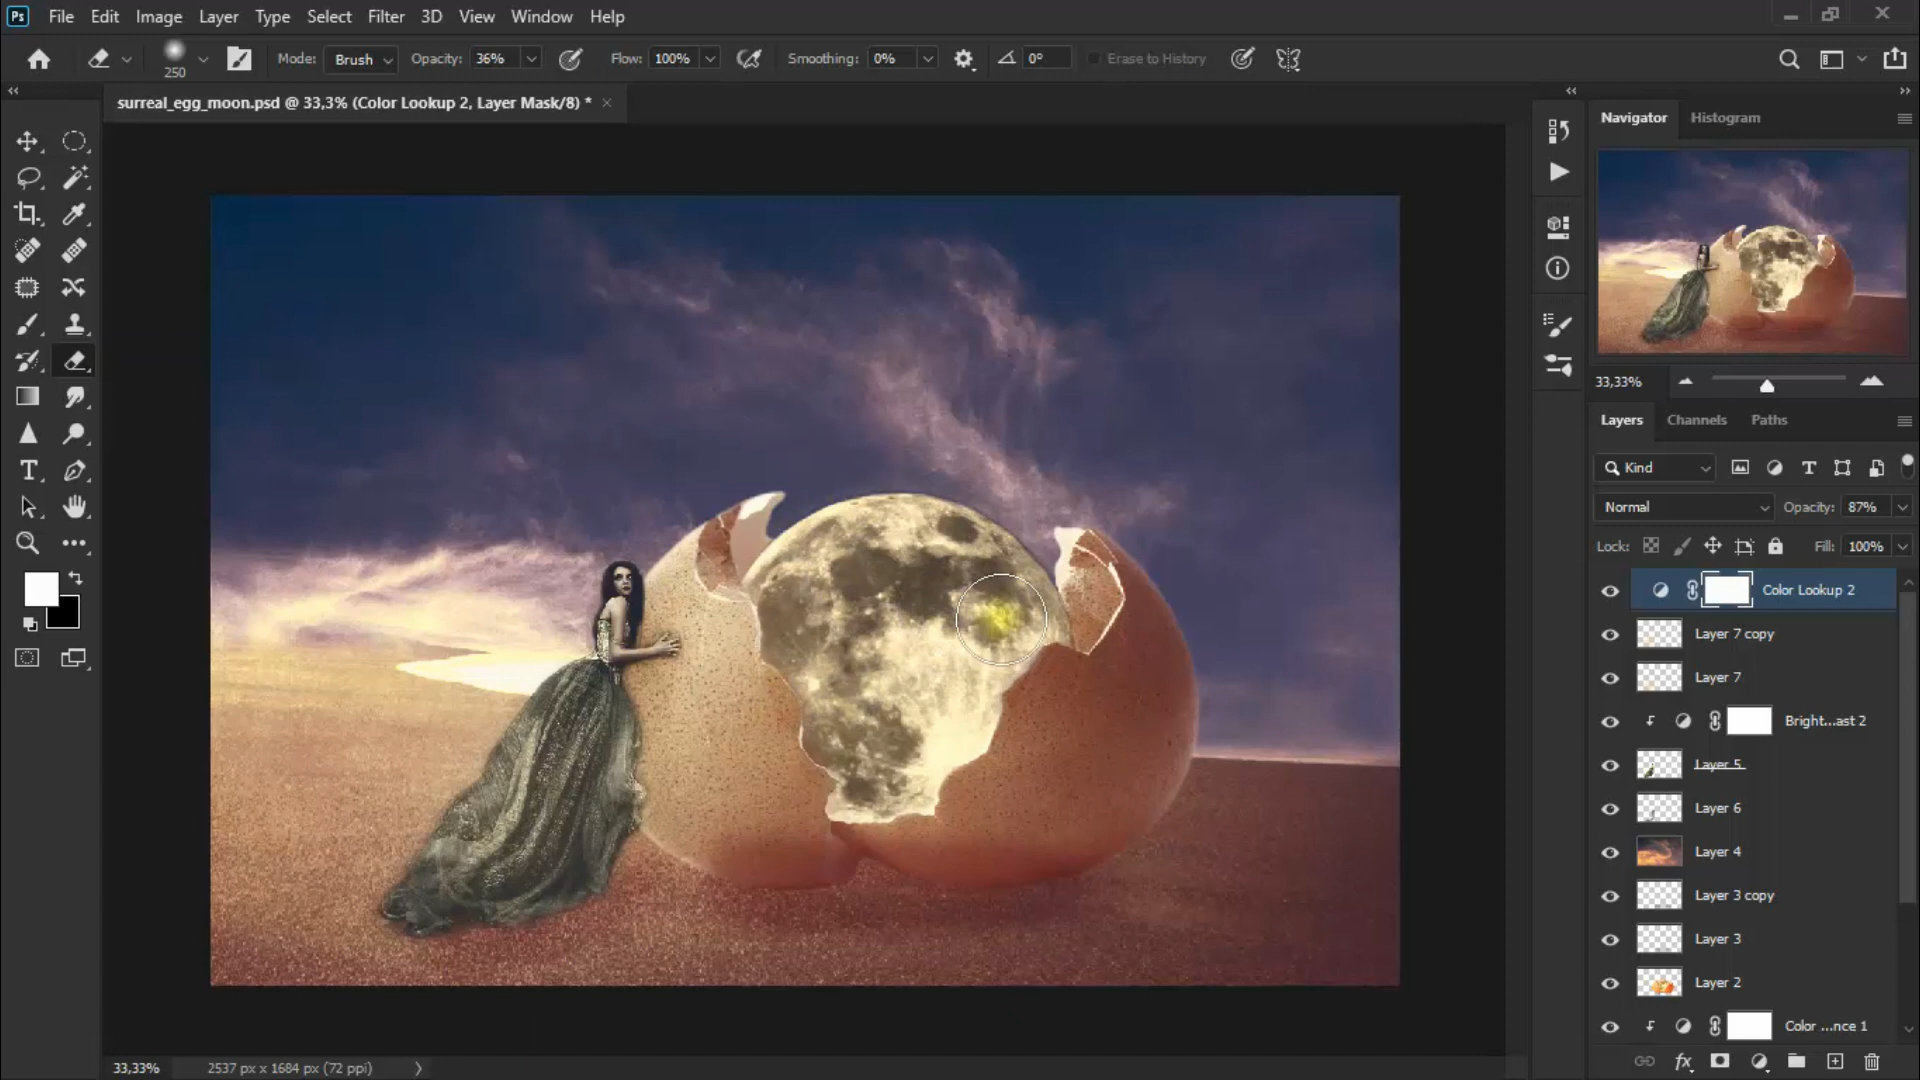 Ps File Edit Image Layer Type Select Filter 3D View Window Help
250 Mode: Brush Opacity: 36% Flow: 100% Smoothing: 0% 0° Erase to History
surreal_egg_moon.psd @ 33,3% (Color Lookup 2, Layer Mask/8) *
Navigator Histogram
33,33%
Layers Channels Paths
Kind
Normal Opacity: 87%
Lock: Fill: 100%
Color Lookup 2
Layer 7 copy
Layer 7
Bright...ast 2
Layer 5
Layer 6
Layer 4
Layer 3 copy
Layer 3
Layer 2
Color ...nce 1
fx
33,33% 2537 px x 1684 px (72 ppi)